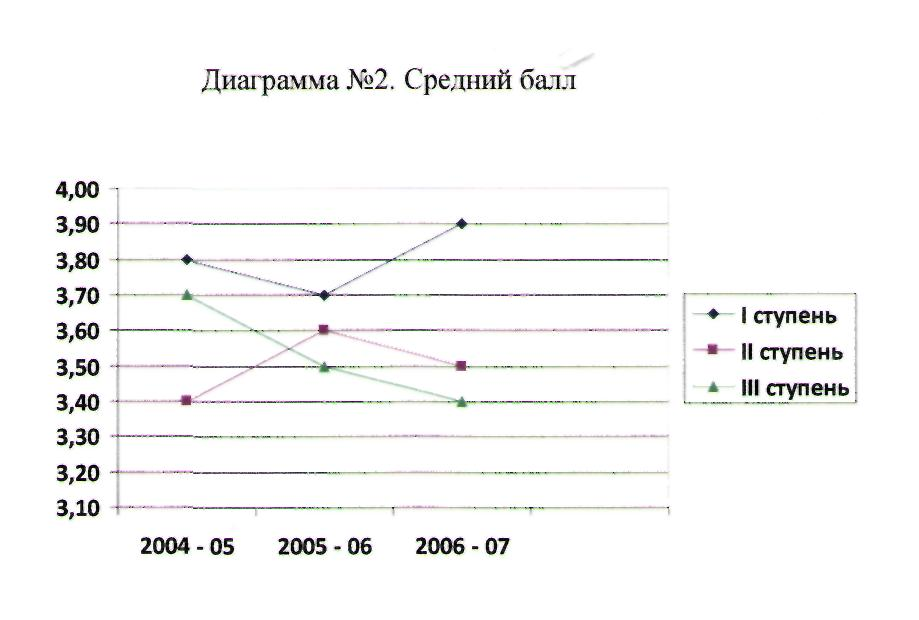 Диаграмма №2. Средний балл
4,00
3,90
3,80
3,70
3,60
3,50
3,40
3,30
3,20
3,10
2004 - 05 2005 - 06 2006 - 07
I ступень
II ступень
III ступень